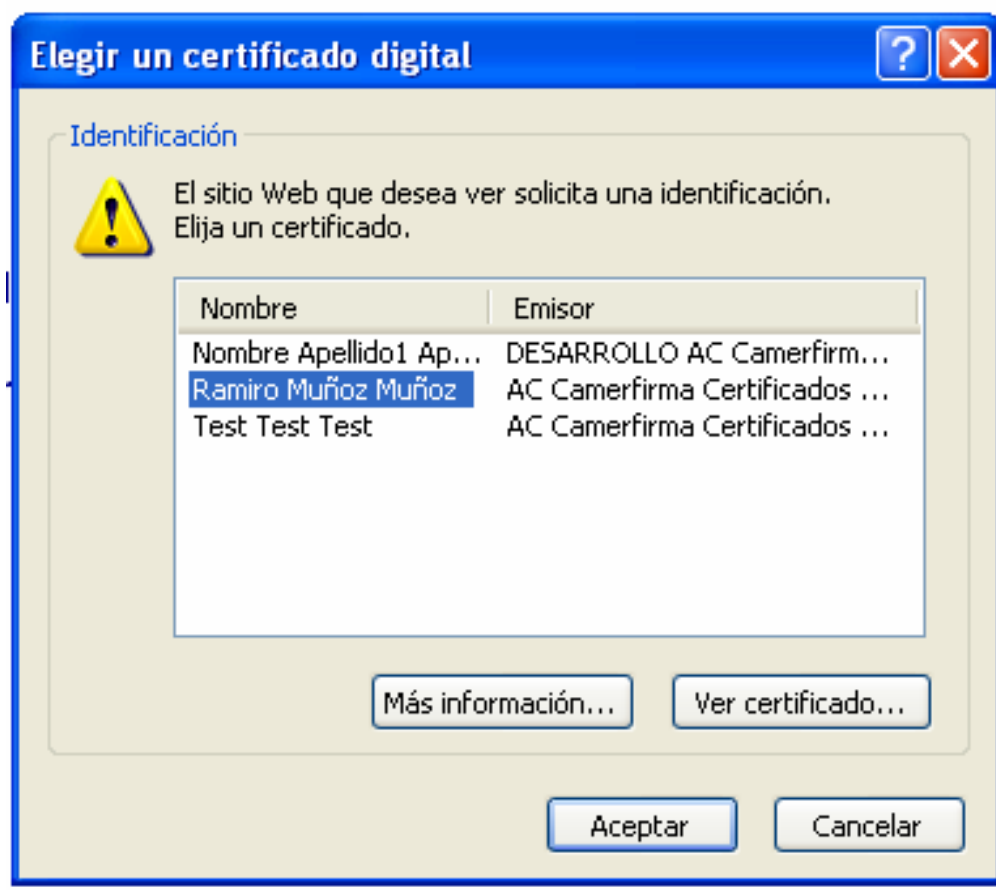 Elegir un certificado digital
Identificación
El sitio Web que desea ver solicita una identificación.
Elija un certificado.
Nombre Emisor
Nombre Apellido1 Ap... DESARROLLO AC Camerfirm...
Ramiro Muñoz Muñoz AC Camerfirma Certificados ...
Test Test Test AC Camerfirma Certificados ...
Más información... Ver certificado...
Aceptar Cancelar